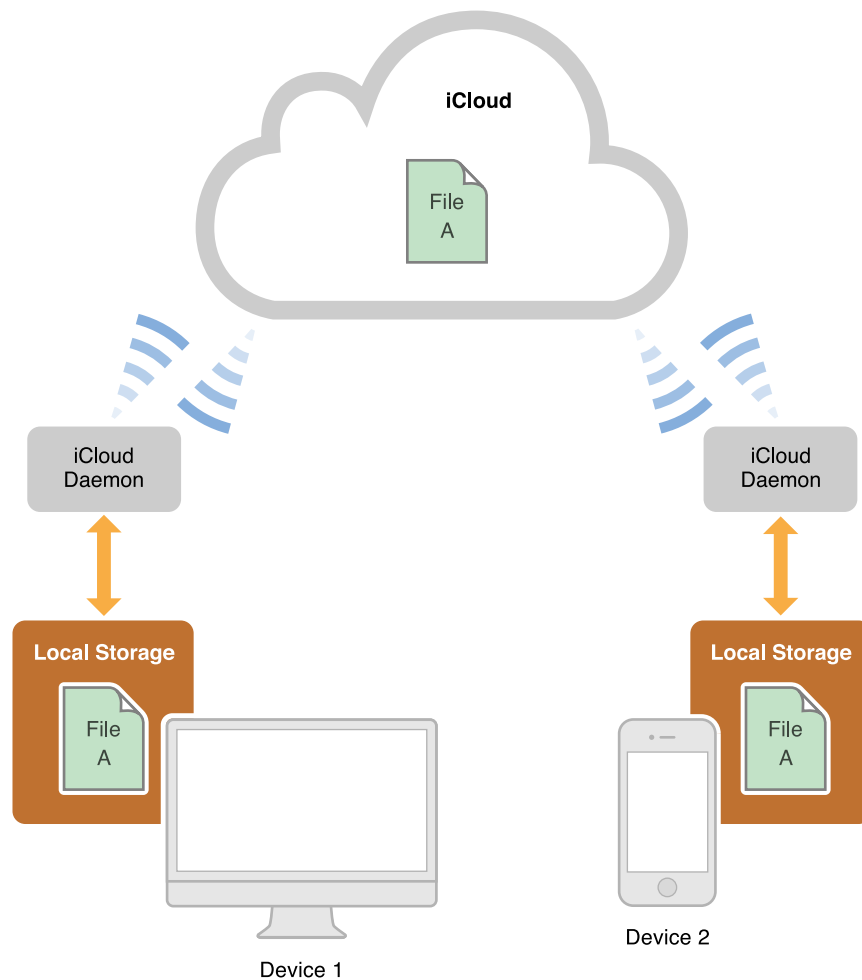 iCloud
File
A
iCloud
Daemon
iCloud
Daemon
Local Storage
File
A
Local Storage
File
A
Device 1
Device 2